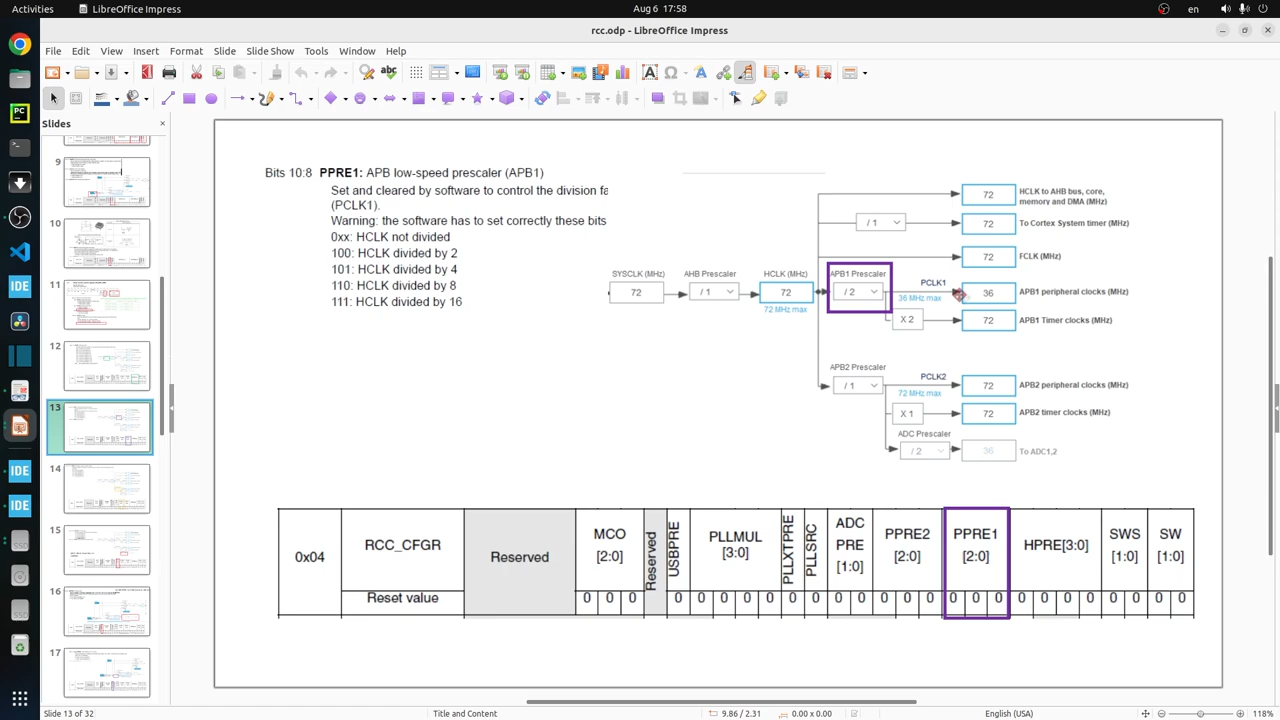 Activities
LibreOffice Impress
Aug 6 17:58
en
rcc.odp - LibreOffice Impress
File Edit View Insert Format Slide Slide Show Tools Window Help
Slides
9
10
11
12
13
14
15
16
17
Bits 10:8 PPRE1: APB low-speed prescaler (APB1)
Set and cleared by software to control the division fa
(PCLK1).
Warning: the software has to set correctly these bits
0xx: HCLK not divided
100: HCLK divided by 2
101: HCLK divided by 4
110: HCLK divided by 8
111: HCLK divided by 16
72 HCLK to AHB bus, core,
memory and DMA (MHz)
/ 1 72 To Cortex System timer (MHz)
72 FCLK (MHz)
SYSCLK (MHz) AHB Prescaler HCLK (MHz) APB1 Prescaler
PCLK1
72 / 1 72 / 2 36 APB1 peripheral clocks (MHz)
72 MHz max 36 MHz max
X 2 72 APB1 Timer clocks (MHz)
APB2 Prescaler
PCLK2
/ 1 72 APB2 peripheral clocks (MHz)
72 MHz max
X 1 72 APB2 timer clocks (MHz)
ADC Prescaler
/ 2 36 To ADC1,2
0x04 RCC_CFGR Reserved MCO [2:0] Reserved USBPRE PLLMUL [3:0] PLLXTPRE PLLSRC ADC PRE [1:0] PPRE2 [2:0] PPRE1 [2:0] HPRE[3:0] SWS [1:0] SW [1:0]
Reset value 0 0 0 0 0 0 0 0 0 0 0 0 0 0 0 0 0 0 0 0 0 0 0 0 0 0
Slide 13 of 32
Title and Content
9.86 / 2.31
0.00 x 0.00
English (USA)
118%